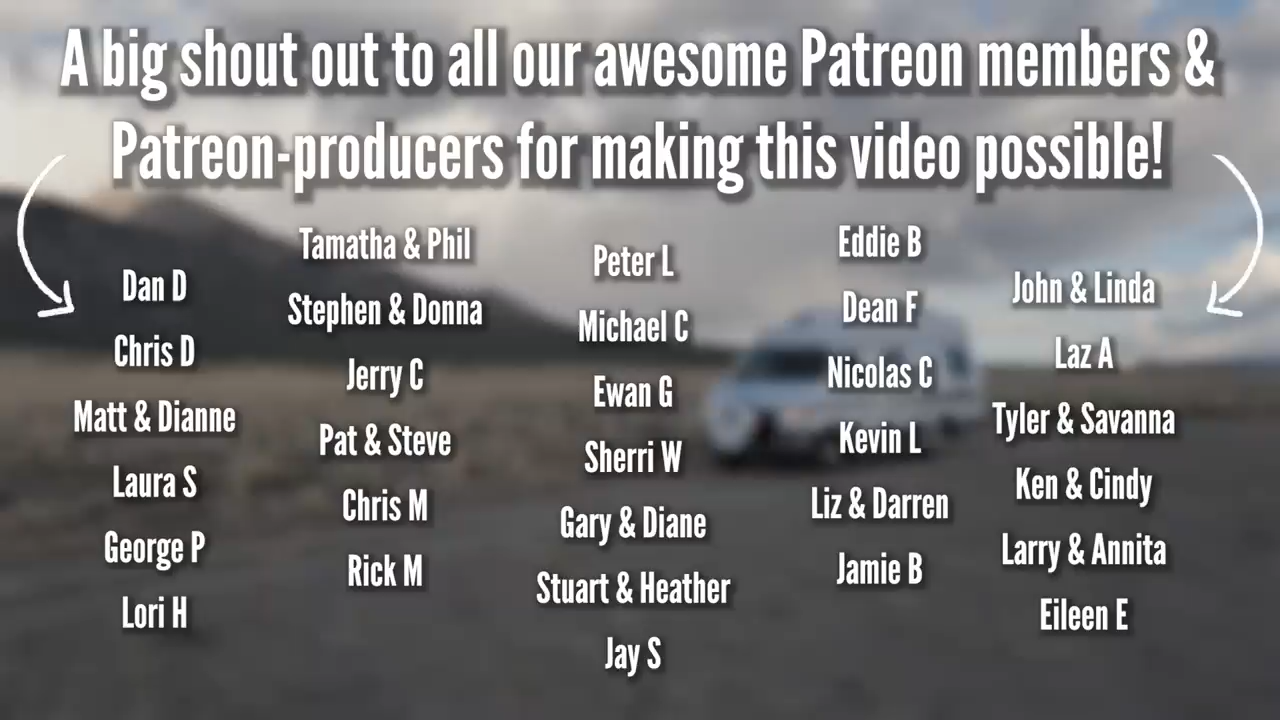 A big shout out to all our awesome Patreon members &
Patreon-producers for making this video possible!
Dan D
Chris D
Matt & Dianne
Laura S
George P
Lori H
Tamatha & Phil
Stephen & Donna
Jerry C
Pat & Steve
Chris M
Rick M
Peter L
Michael C
Ewan G
Sherri W
Gary & Diane
Stuart & Heather
Jay S
Eddie B
Dean F
Nicolas C
Kevin L
Liz & Darren
Jamie B
John & Linda
Laz A
Tyler & Savanna
Ken & Cindy
Larry & Annita
Eileen E